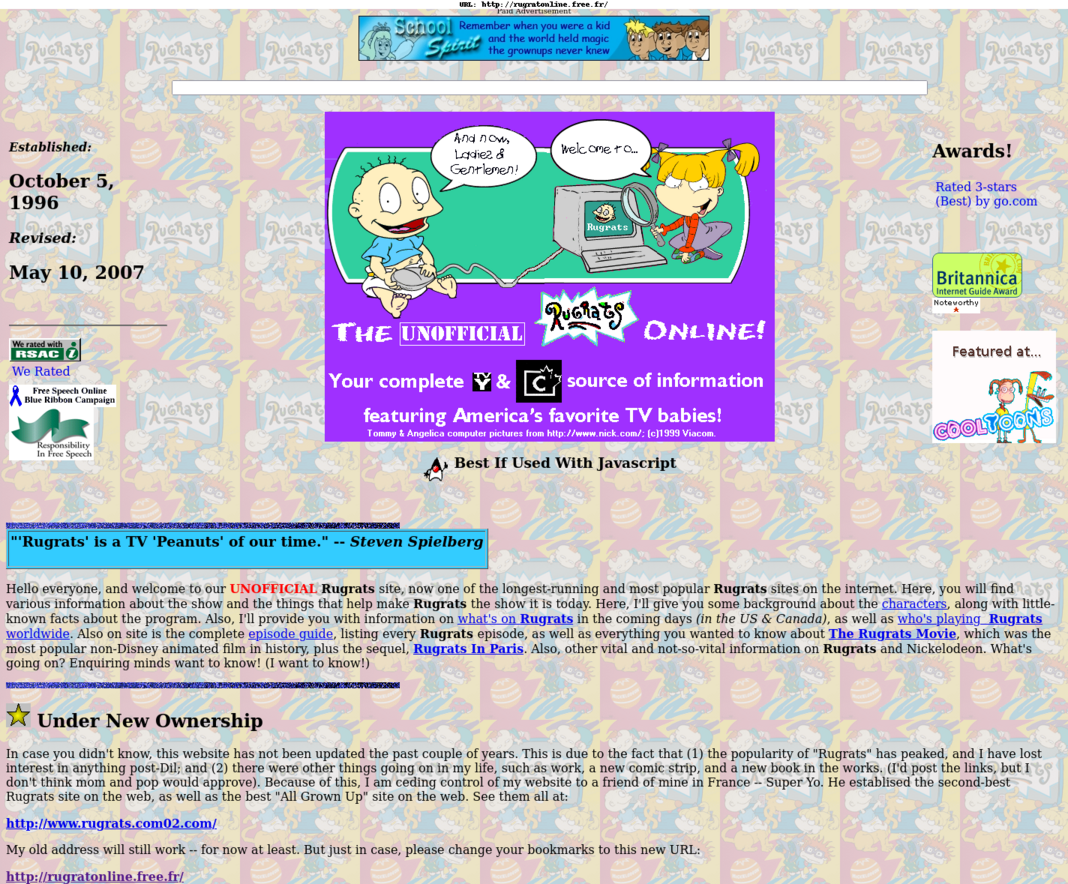 URL: http://rugratonline.free.fr/
Paid Advertisement
School Spirit
Remember when you were a kid
and the world held magic
the grownups never knew
Established:
October 5,
1996
Revised:
May 10, 2007
We rated with
RSAC i
We Rated
Free Speech Online
Blue Ribbon Campaign
Responsibility
In Free Speech
And now,
Ladies &
Gentlemen!
Welcome to...
Rugrats
THE UNOFFICIAL RUGRATS ONLINE!
Your complete TV Y & C source of information
featuring America's favorite TV babies!
Tommy & Angelica computer pictures from http://www.nick.com/; [c]1999 Viacom.
Best If Used With Javascript
Awards!
Rated 3-stars
(Best) by go.com
Britannica
Internet Guide Award
Noteworthy
Featured at...
COOLTOONS
"'Rugrats' is a TV 'Peanuts' of our time." -- Steven Spielberg
Hello everyone, and welcome to our UNOFFICIAL Rugrats site, now one of the longest-running and most popular Rugrats sites on the internet. Here, you will find
various information about the show and the things that help make Rugrats the show it is today. Here, I'll give you some background about the characters, along with little-
known facts about the program. Also, I'll provide you with information on what's on Rugrats in the coming days (in the US & Canada), as well as who's playing Rugrats
worldwide. Also on site is the complete episode guide, listing every Rugrats episode, as well as everything you wanted to know about The Rugrats Movie, which was the
most popular non-Disney animated film in history, plus the sequel, Rugrats In Paris. Also, other vital and not-so-vital information on Rugrats and Nickelodeon. What's
going on? Enquiring minds want to know! (I want to know!)
Under New Ownership
In case you didn't know, this website has not been updated the past couple of years. This is due to the fact that (1) the popularity of "Rugrats" has peaked, and I have lost
interest in anything post-Dil; and (2) there were other things going on in my life, such as work, a new comic strip, and a new book in the works. (I'd post the links, but I
don't think mom and pop would approve). Because of this, I am ceding control of my website to a friend of mine in France -- Super Yo. He establised the second-best
Rugrats site on the web, as well as the best "All Grown Up" site on the web. See them all at:
http://www.rugrats.com02.com/
My old address will still work -- for now at least. But just in case, please change your bookmarks to this new URL:
http://rugratonline.free.fr/